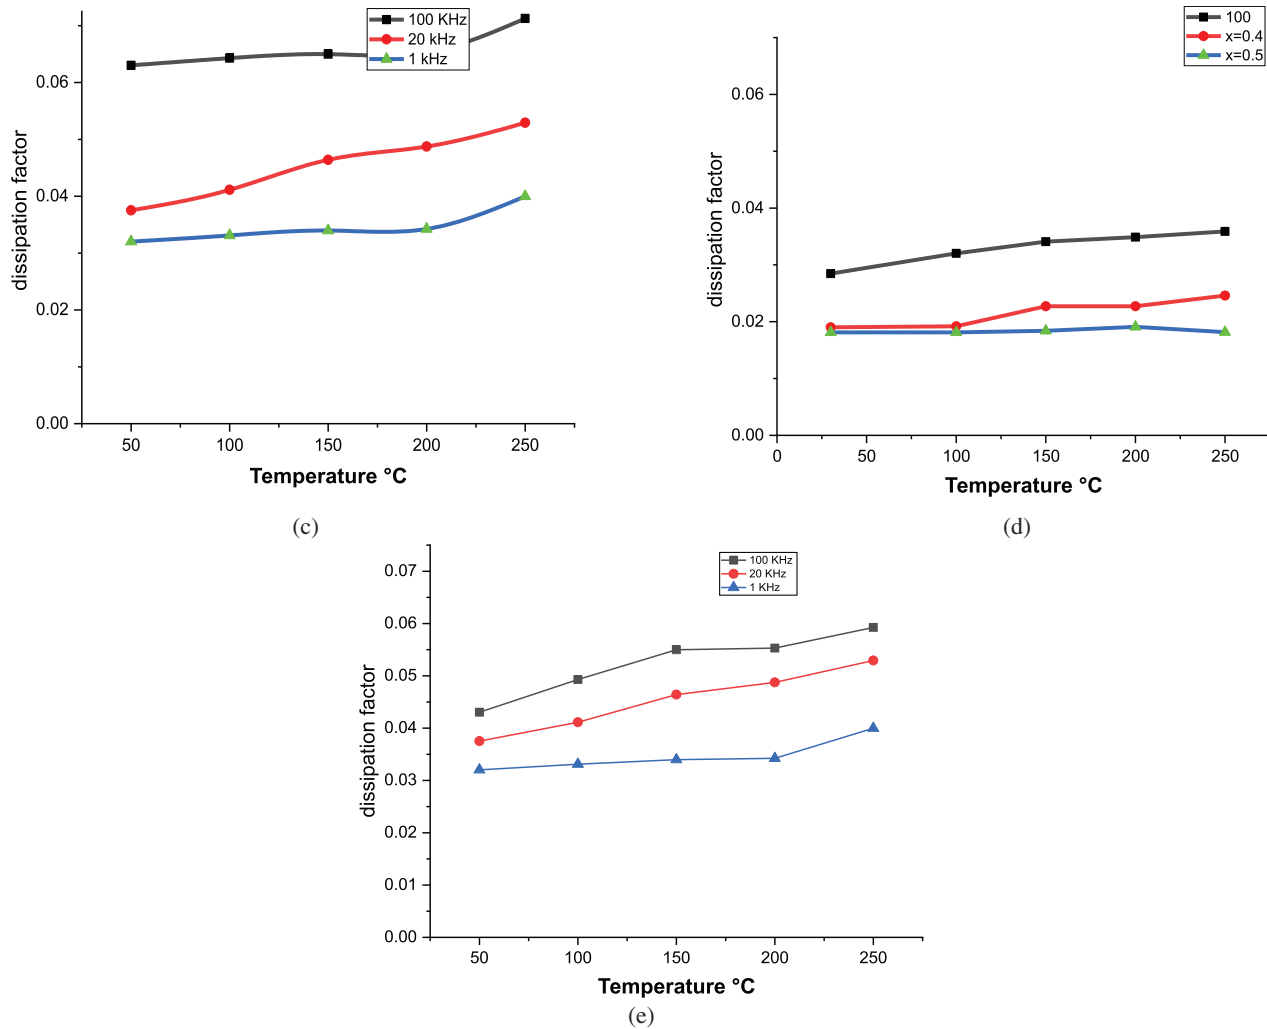 100 KHz
20 kHz
1 kHz
0.06
0.04
0.02
0.00
dissipation factor
50
100
150
200
250
Temperature °C
(c)
100
x=0.4
x=0.5
0.06
0.04
0.02
0.00
dissipation factor
0
50
100
150
200
250
Temperature °C
(d)
100 KHz
20 KHz
1 KHz
0.07
0.06
0.05
0.04
0.03
0.02
0.01
0.00
dissipation factor
50
100
150
200
250
Temperature °C
(e)